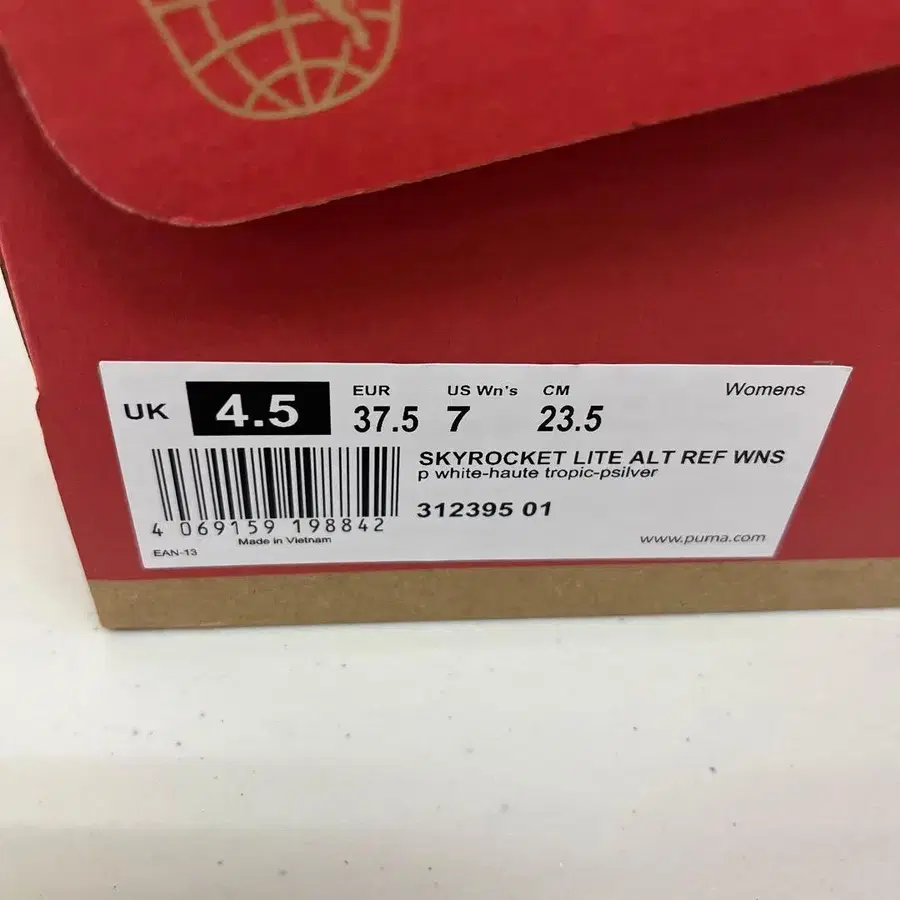 UK 4.5
EUR 37.5
US Wn's 7
CM 23.5
Womens
SKYROCKET LITE ALT REF WNS
p white-haute tropic-psilver
312395 01
4 069159 198842
Made in Vietnam
EAN-13
www.puma.com